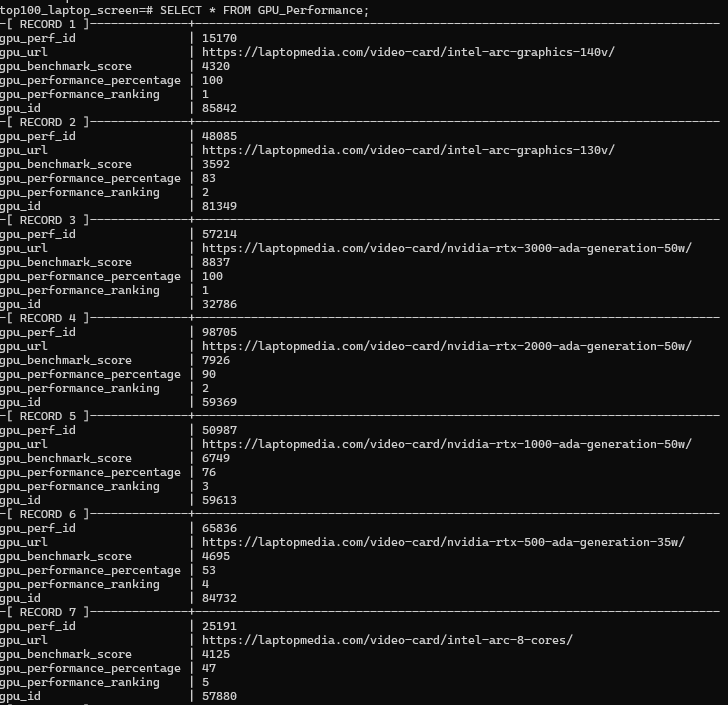 top100_laptop_screen=# SELECT * FROM GPU_Performance;
─[ RECORD 1 ]──────────────┼───────────────────────────────────────────────────────────────────────────
gpu_perf_id                | 15170
gpu_url                    | https://laptopmedia.com/video-card/intel-arc-graphics-140v/
gpu_benchmark_score        | 4320
gpu_performance_percentage | 100
gpu_performance_ranking    | 1
gpu_id                     | 85842
─[ RECORD 2 ]──────────────┼───────────────────────────────────────────────────────────────────────────
gpu_perf_id                | 48085
gpu_url                    | https://laptopmedia.com/video-card/intel-arc-graphics-130v/
gpu_benchmark_score        | 3592
gpu_performance_percentage | 83
gpu_performance_ranking    | 2
gpu_id                     | 81349
─[ RECORD 3 ]──────────────┼───────────────────────────────────────────────────────────────────────────
gpu_perf_id                | 57214
gpu_url                    | https://laptopmedia.com/video-card/nvidia-rtx-3000-ada-generation-50w/
gpu_benchmark_score        | 8837
gpu_performance_percentage | 100
gpu_performance_ranking    | 1
gpu_id                     | 32786
─[ RECORD 4 ]──────────────┼───────────────────────────────────────────────────────────────────────────
gpu_perf_id                | 98705
gpu_url                    | https://laptopmedia.com/video-card/nvidia-rtx-2000-ada-generation-50w/
gpu_benchmark_score        | 7926
gpu_performance_percentage | 90
gpu_performance_ranking    | 2
gpu_id                     | 59369
─[ RECORD 5 ]──────────────┼───────────────────────────────────────────────────────────────────────────
gpu_perf_id                | 50987
gpu_url                    | https://laptopmedia.com/video-card/nvidia-rtx-1000-ada-generation-50w/
gpu_benchmark_score        | 6749
gpu_performance_percentage | 76
gpu_performance_ranking    | 3
gpu_id                     | 59613
─[ RECORD 6 ]──────────────┼───────────────────────────────────────────────────────────────────────────
gpu_perf_id                | 65836
gpu_url                    | https://laptopmedia.com/video-card/nvidia-rtx-500-ada-generation-35w/
gpu_benchmark_score        | 4695
gpu_performance_percentage | 53
gpu_performance_ranking    | 4
gpu_id                     | 84732
─[ RECORD 7 ]──────────────┼───────────────────────────────────────────────────────────────────────────
gpu_perf_id                | 25191
gpu_url                    | https://laptopmedia.com/video-card/intel-arc-8-cores/
gpu_benchmark_score        | 4125
gpu_performance_percentage | 47
gpu_performance_ranking    | 5
gpu_id                     | 57880